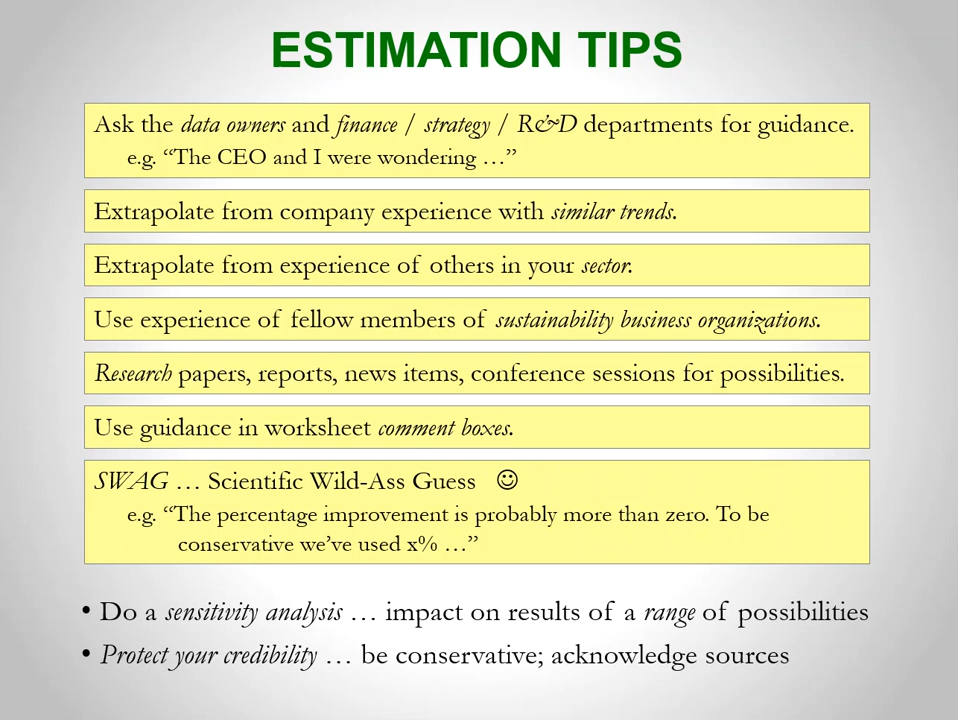 ESTIMATION TIPS
Ask the data owners and finance / strategy / R&D departments for guidance.
e.g. “The CEO and I were wondering …”
Extrapolate from company experience with similar trends.
Extrapolate from experience of others in your sector.
Use experience of fellow members of sustainability business organizations.
Research papers, reports, news items, conference sessions for possibilities.
Use guidance in worksheet comment boxes.
SWAG … Scientific Wild-Ass Guess ☺
e.g. “The percentage improvement is probably more than zero. To be
conservative we’ve used x% …”
• Do a sensitivity analysis … impact on results of a range of possibilities
• Protect your credibility … be conservative; acknowledge sources